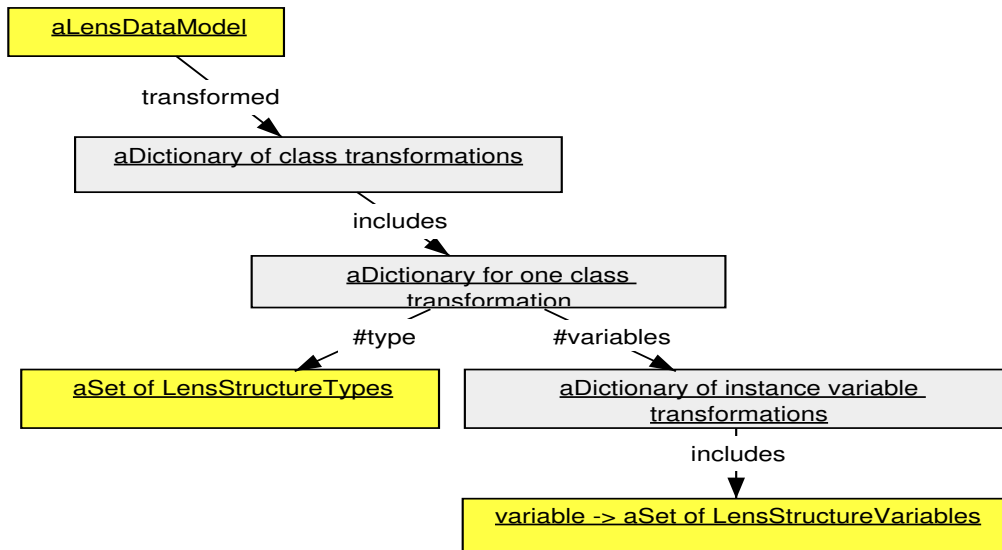 aLensDataModel
transformed
aDictionary of class transformations
includes
aDictionary for one class
transformation
#type
#variables
aSet of LensStructureTypes
aDictionary of instance variable
transformations
includes
variable -> aSet of LensStructureVariables